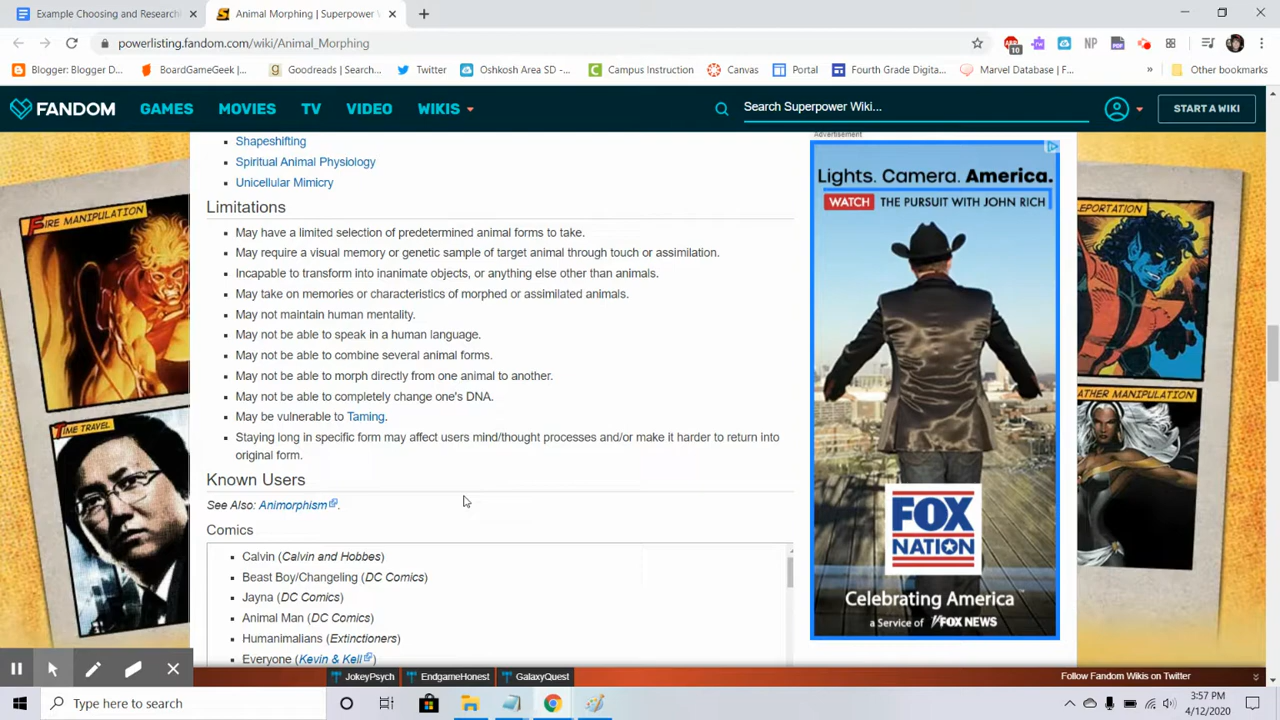 Example Choosing and Research
Animal Morphing | Superpower
powerlisting.fandom.com/wiki/Animal_Morphing
10
NP
PDF
Blogger: Blogger D...
BoardGameGeek |...
Goodreads | Search...
Twitter
Oshkosh Area SD -...
Campus Instruction
Canvas
Portal
Fourth Grade Digita...
Marvel Database | F...
»
Other bookmarks
FANDOM
GAMES
MOVIES
TV
VIDEO
WIKIS
Search Superpower Wiki...
START A WIKI
Shapeshifting
Spiritual Animal Physiology
Unicellular Mimicry
Limitations
May have a limited selection of predetermined animal forms to take.
May require a visual memory or genetic sample of target animal through touch or assimilation.
Incapable to transform into inanimate objects, or anything else other than animals.
May take on memories or characteristics of morphed or assimilated animals.
May not maintain human mentality.
May not be able to speak in a human language.
May not be able to combine several animal forms.
May not be able to morph directly from one animal to another.
May not be able to completely change one's DNA.
May be vulnerable to Taming.
Staying long in specific form may affect users mind/thought processes and/or make it harder to return into
original form.
Known Users
See Also: Animorphism.
Comics
Calvin (Calvin and Hobbes)
Beast Boy/Changeling (DC Comics)
Jayna (DC Comics)
Animal Man (DC Comics)
Humanimalians (Extinctioners)
Everyone (Kevin & Kell)
Advertisement
Lights. Camera. America.
WATCH THE PURSUIT WITH JOHN RICH
FOX
NATION
Celebrating America
a Service of FOX NEWS
FIRE MANIPULATION
TIME TRAVEL
ELEPORTATION
EATHER MANIPULATION
JokeyPsych
EndgameHonest
GalaxyQuest
Follow Fandom Wikis on Twitter
Type here to search
3:57 PM
4/12/2020